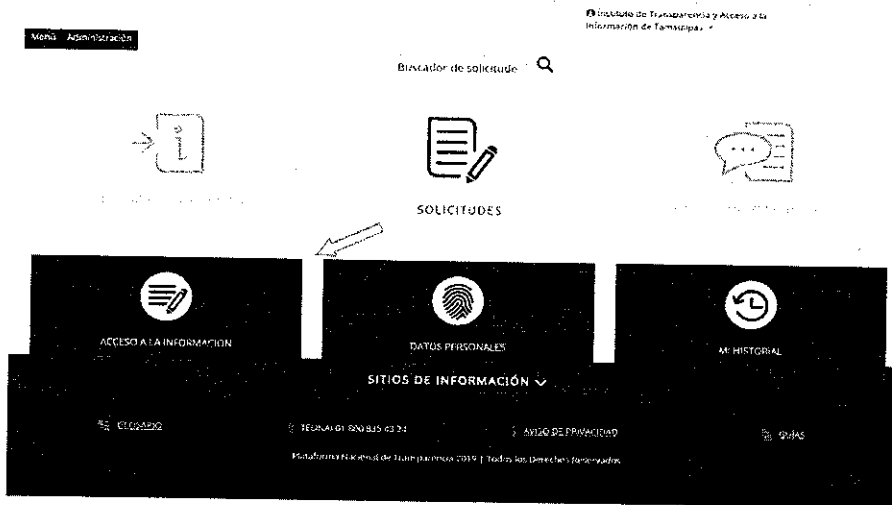 Instituto de Transparencia y Acceso a la
Información de Tamaulipas
Menú Administración
Buscador de solicitude
SOLICITUDES
ACCESO A LA INFORMACIÓN
DATOS PERSONALES
MI HISTORIAL
SITIOS DE INFORMACIÓN
GLOSARIO
TELINAI 01 800 835 43 24
AVISO DE PRIVACIDAD
GUÍAS
Plataforma Nacional de Transparencia 2019 | Todos los Derechos Reservados